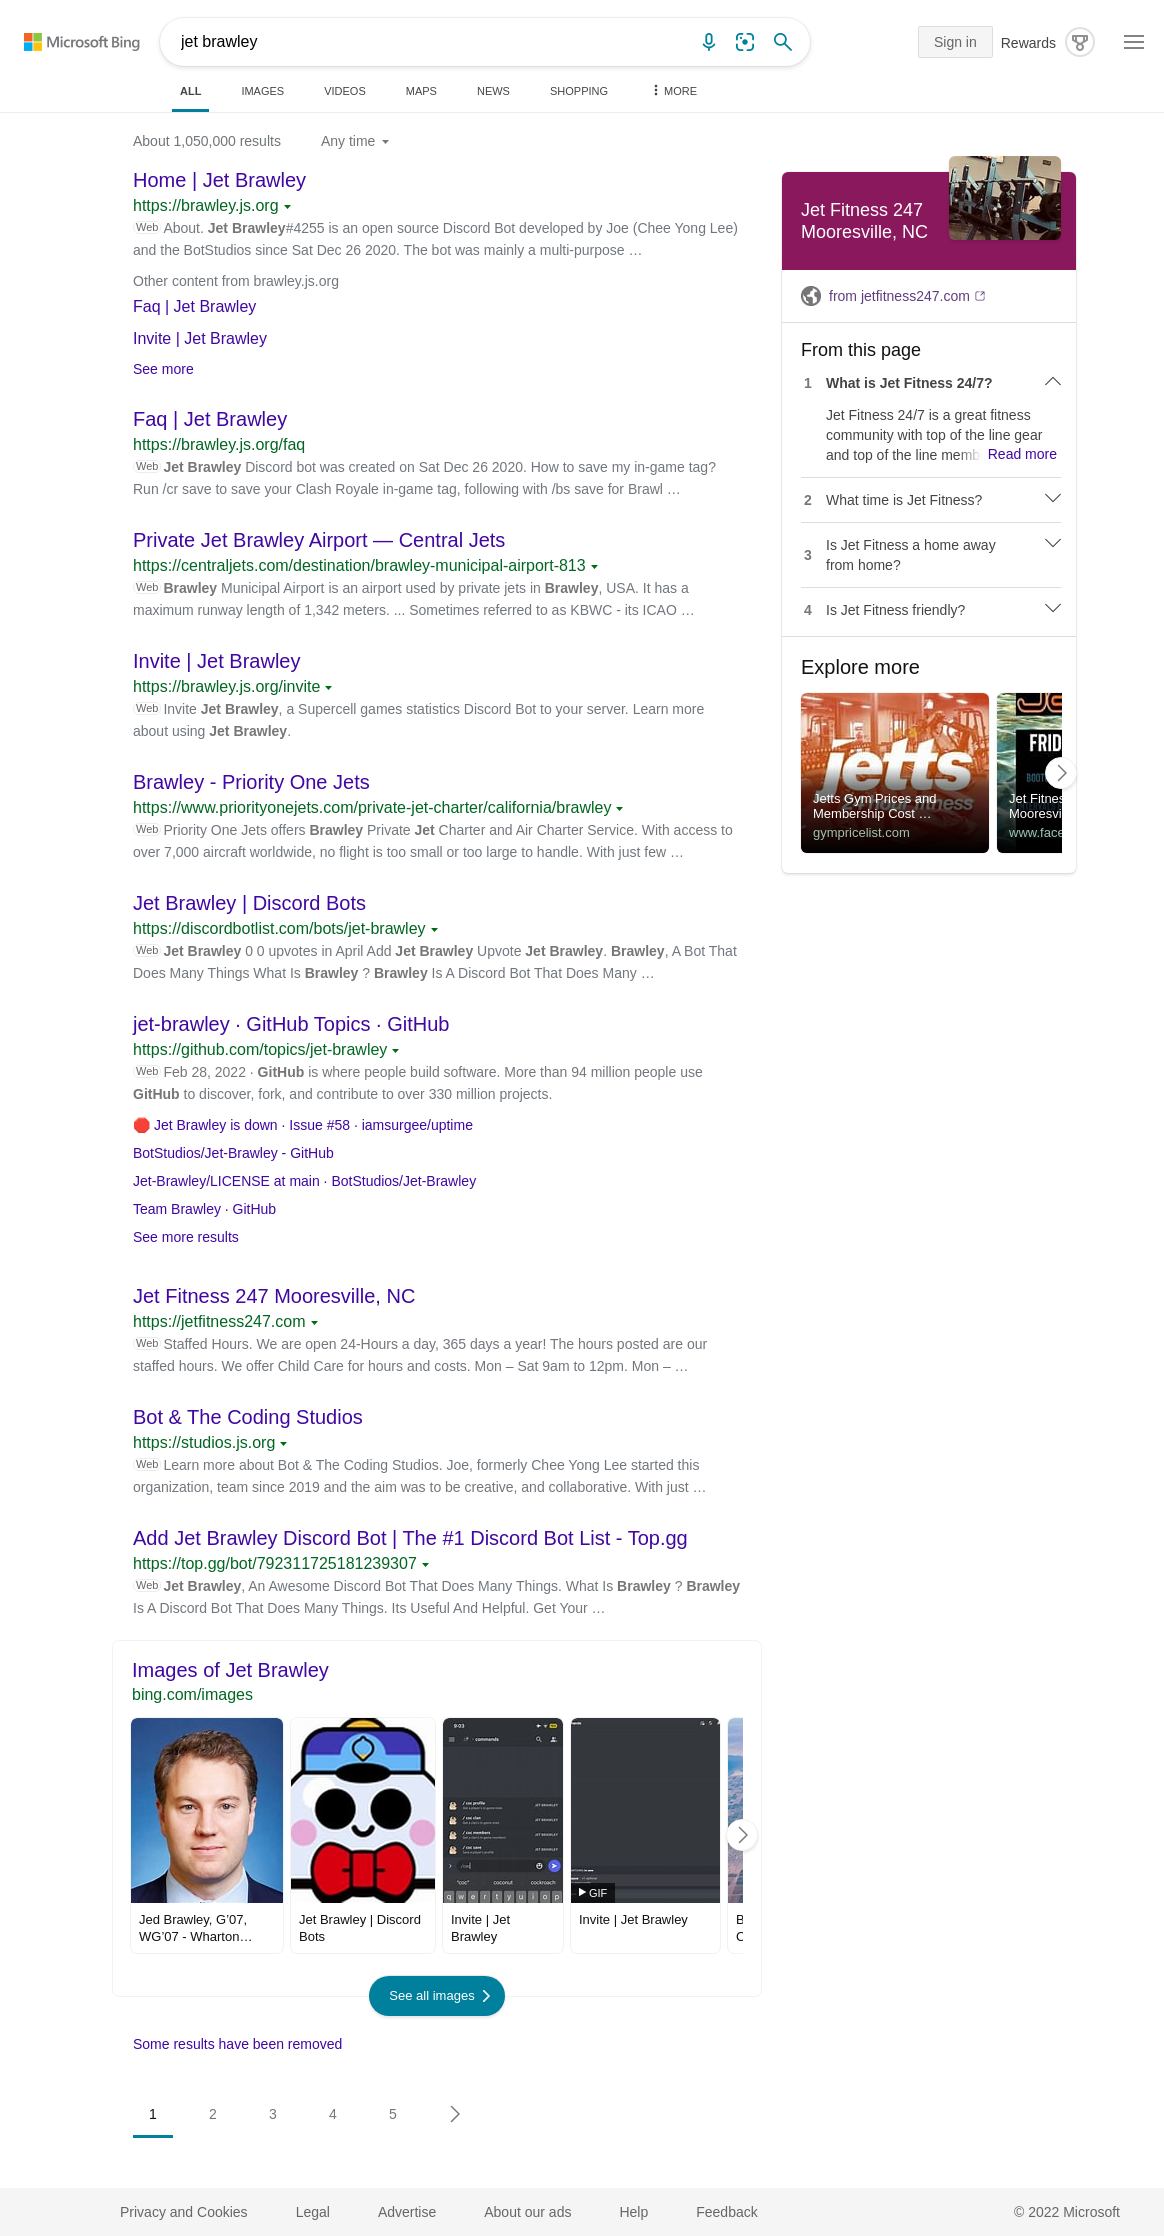 Microsoft Bing
jet brawley
Sign in
Rewards
ALL
IMAGES
VIDEOS
MAPS
NEWS
SHOPPING
MORE
About 1,050,000 results
Any time
Home | Jet Brawley
https://brawley.js.org
Web About. Jet Brawley#4255 is an open source Discord Bot developed by Joe (Chee Yong Lee)
and the BotStudios since Sat Dec 26 2020. The bot was mainly a multi-purpose …
Other content from brawley.js.org
Faq | Jet Brawley
Invite | Jet Brawley
See more
Faq | Jet Brawley
https://brawley.js.org/faq
Web Jet Brawley Discord bot was created on Sat Dec 26 2020. How to save my in-game tag?
Run /cr save to save your Clash Royale in-game tag, following with /bs save for Brawl …
Private Jet Brawley Airport — Central Jets
https://centraljets.com/destination/brawley-municipal-airport-813
Web Brawley Municipal Airport is an airport used by private jets in Brawley, USA. It has a
maximum runway length of 1,342 meters. ... Sometimes referred to as KBWC - its ICAO …
Invite | Jet Brawley
https://brawley.js.org/invite
Web Invite Jet Brawley, a Supercell games statistics Discord Bot to your server. Learn more
about using Jet Brawley.
Brawley - Priority One Jets
https://www.priorityonejets.com/private-jet-charter/california/brawley
Web Priority One Jets offers Brawley Private Jet Charter and Air Charter Service. With access to
over 7,000 aircraft worldwide, no flight is too small or too large to handle. With just few …
Jet Brawley | Discord Bots
https://discordbotlist.com/bots/jet-brawley
Web Jet Brawley 0 0 upvotes in April Add Jet Brawley Upvote Jet Brawley. Brawley, A Bot That
Does Many Things What Is Brawley ? Brawley Is A Discord Bot That Does Many …
jet-brawley · GitHub Topics · GitHub
https://github.com/topics/jet-brawley
Web Feb 28, 2022 · GitHub is where people build software. More than 94 million people use
GitHub to discover, fork, and contribute to over 330 million projects.
🛑 Jet Brawley is down · Issue #58 · iamsurgee/uptime
BotStudios/Jet-Brawley - GitHub
Jet-Brawley/LICENSE at main · BotStudios/Jet-Brawley
Team Brawley · GitHub
See more results
Jet Fitness 247 Mooresville, NC
https://jetfitness247.com
Web Staffed Hours. We are open 24-Hours a day, 365 days a year! The hours posted are our
staffed hours. We offer Child Care for hours and costs. Mon – Sat 9am to 12pm. Mon – …
Bot & The Coding Studios
https://studios.js.org
Web Learn more about Bot & The Coding Studios. Joe, formerly Chee Yong Lee started this
organization, team since 2019 and the aim was to be creative, and collaborative. With just …
Add Jet Brawley Discord Bot | The #1 Discord Bot List - Top.gg
https://top.gg/bot/792311725181239307
Web Jet Brawley, An Awesome Discord Bot That Does Many Things. What Is Brawley ? Brawley
Is A Discord Bot That Does Many Things. Its Useful And Helpful. Get Your …
Images of Jet Brawley
bing.com/images
9:03
commands
/ coc profile
/ coc clan
/ coc members
/ coc save
JET BRAWLEY
JET BRAWLEY
JET BRAWLEY
JET BRAWLEY
"coc"
coconut
cockroach
q w e r t y u i o p
GIF
Jed Brawley, G'07,
WG'07 - Wharton…
Jet Brawley | Discord
Bots
Invite | Jet
Brawley
Invite | Jet Brawley
See all images
Some results have been removed
1
2
3
4
5
Jet Fitness 247
Mooresville, NC
from jetfitness247.com
From this page
1 What is Jet Fitness 24/7?
Jet Fitness 24/7 is a great fitness
community with top of the line gear
and top of the line memb Read more
2 What time is Jet Fitness?
3 Is Jet Fitness a home away
from home?
4 Is Jet Fitness friendly?
Explore more
jetts
24 hour fitness
Jetts Gym Prices and
Membership Cost …
gympricelist.com
FRID
BOOT
Jet Fitnes
Mooresvi
www.face
Privacy and Cookies
Legal
Advertise
About our ads
Help
Feedback
© 2022 Microsoft